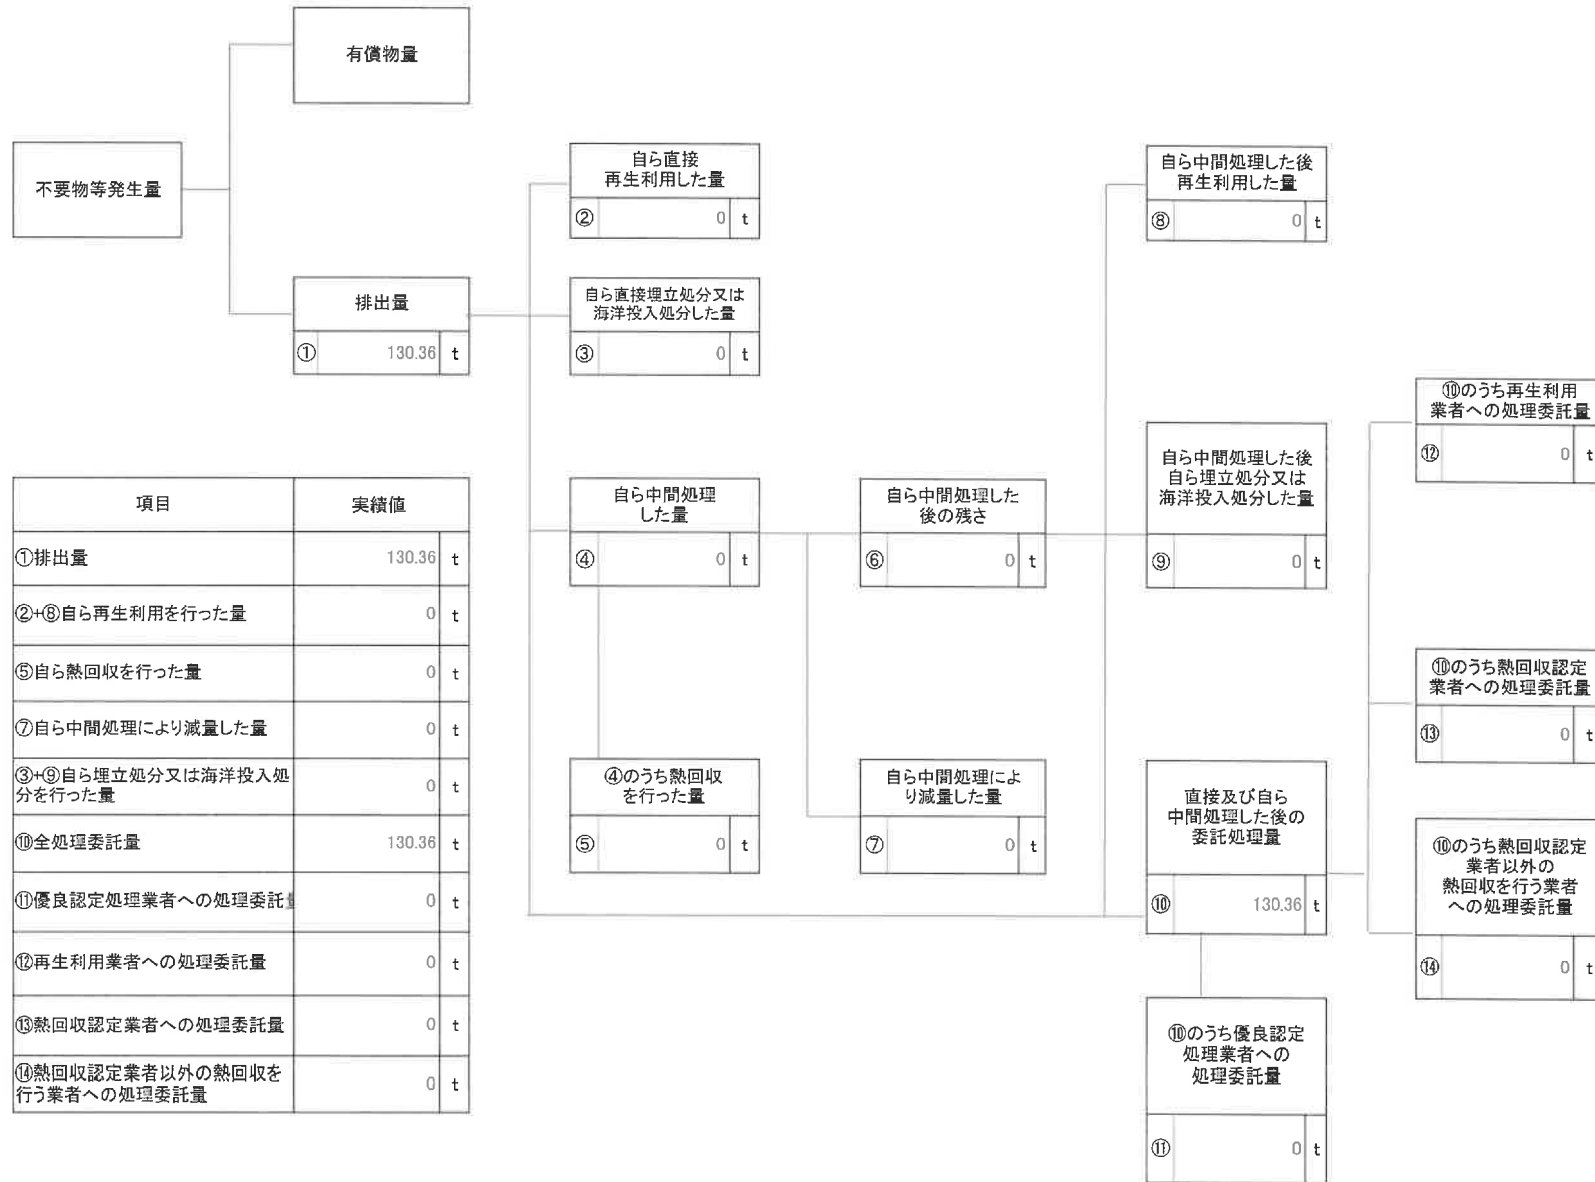 有償物量
不要物等発生量
排出量
① 130.36 t
自ら直接
再生利用した量
② 0 t
自ら直接埋立処分又は
海洋投入処分した量
③ 0 t
自ら中間処理
した量
④ 0 t
④のうち熱回収
を行った量
⑤ 0 t
自ら中間処理した
後の残さ
⑥ 0 t
自ら中間処理によ
り減量した量
⑦ 0 t
自ら中間処理した後
再生利用した量
⑧ 0 t
自ら中間処理した後
自ら埋立処分又は
海洋投入処分した量
⑨ 0 t
直接及び自ら
中間処理した後の
委託処理量
⑩ 130.36 t
⑩のうち優良認定
処理業者への
処理委託量
⑪ 0 t
⑩のうち再生利用
業者への処理委託量
⑫ 0 t
⑩のうち熱回収認定
業者への処理委託量
⑬ 0 t
⑩のうち熱回収認定
業者以外の
熱回収を行う業者
への処理委託量
⑭ 0 t
項目 実績値
①排出量 130.36 t
②+⑧自ら再生利用を行った量 0 t
⑤自ら熱回収を行った量 0 t
⑦自ら中間処理により減量した量 0 t
③+⑨自ら埋立処分又は海洋投入処
分を行った量 0 t
⑩全処理委託量 130.36 t
⑪優良認定処理業者への処理委託 0 t
⑫再生利用業者への処理委託量 0 t
⑬熱回収認定業者への処理委託量 0 t
⑭熱回収認定業者以外の熱回収を
行う業者への処理委託量 0 t